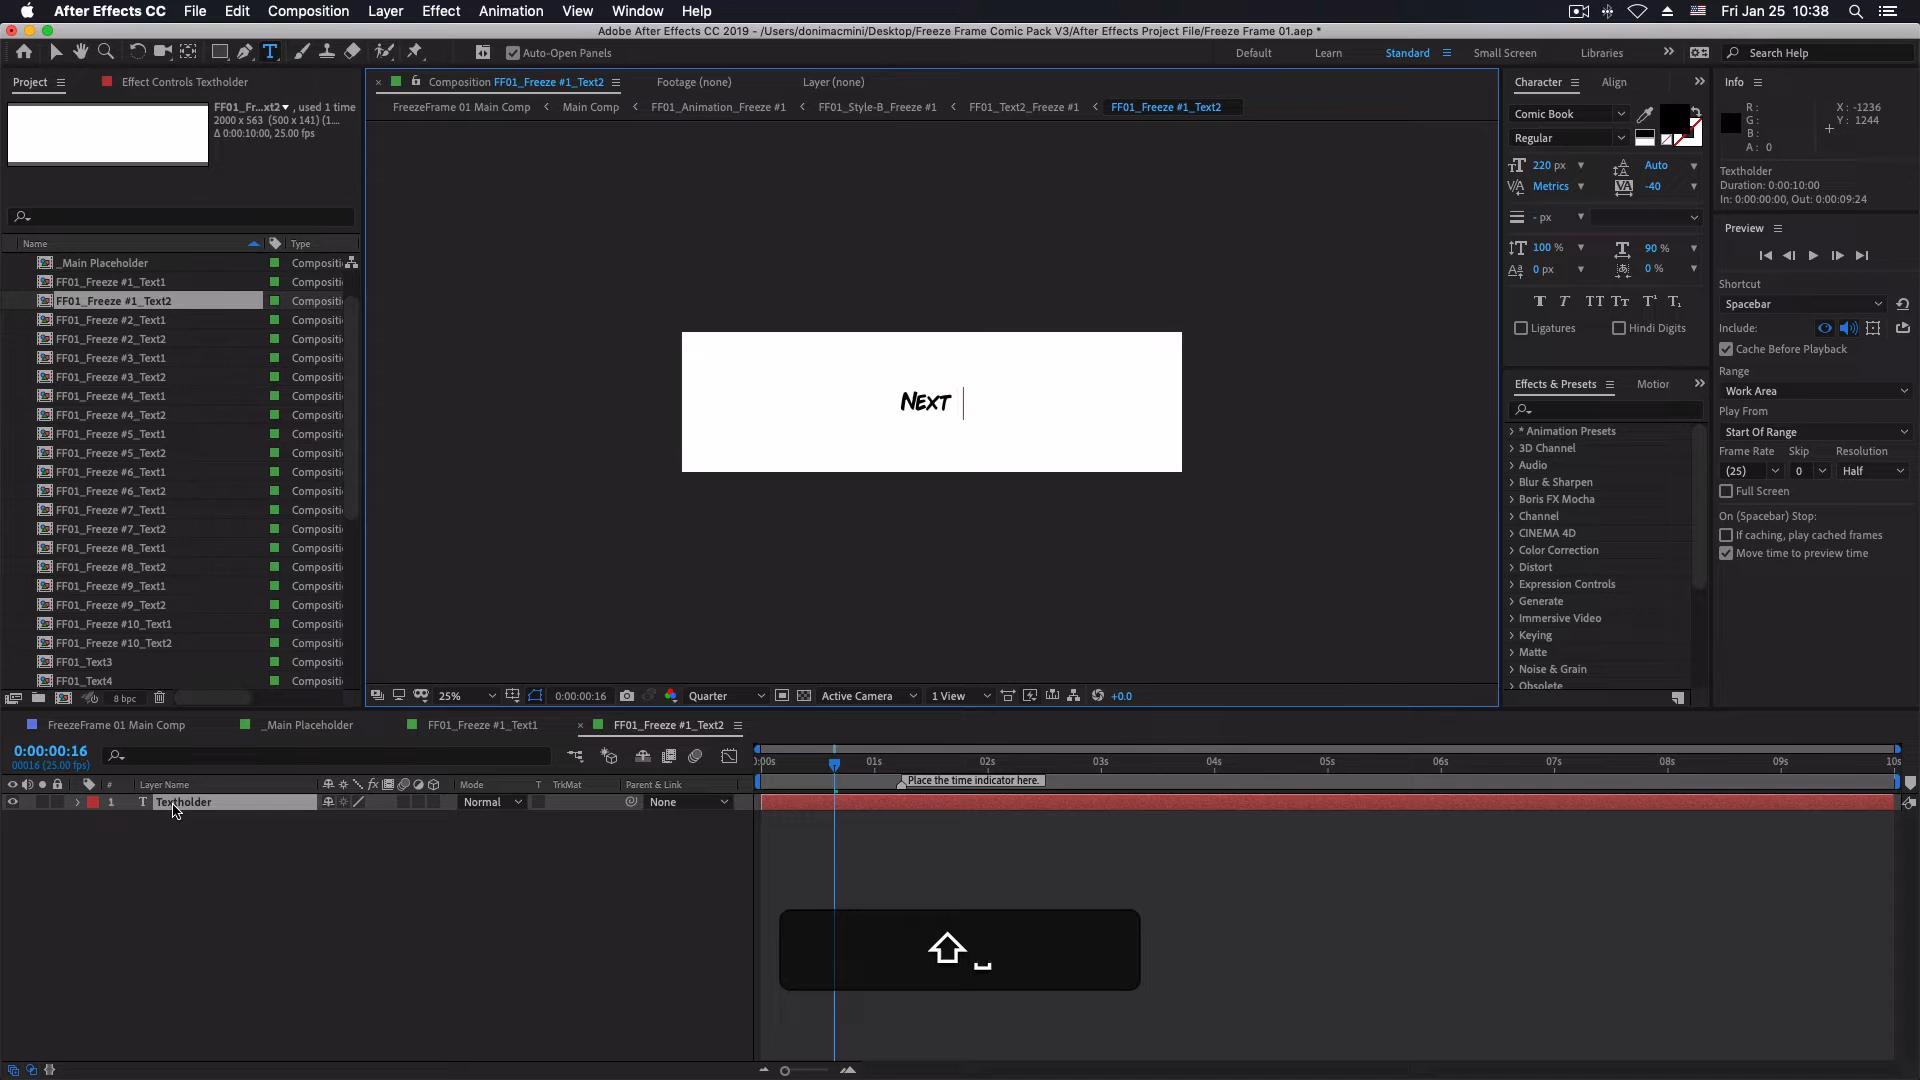 After Effects CC File Edit Composition Layer Effect Animation View Window Help Fri Jan 25 10:38
Adobe After Effects CC 2019 - /Users/donimacmini/Desktop/Freeze Frame Comic Pack V3/After Effects Project File/Freeze Frame 01.aep *
Auto-Open Panels Default Learn Standard Small Screen Libraries Search Help
Project Effect Controls Textholder
FF01_Fr...xt2, used 1 time
2000 x 563 (500 x 141) (1...
Δ 0:00:10:00, 25.00 fps
Name Type
_Main Placeholder Compositi
FF01_Freeze #1_Text1 Compositi
FF01_Freeze #1_Text2 Compositi
FF01_Freeze #2_Text1 Compositi
FF01_Freeze #2_Text2 Compositi
FF01_Freeze #3_Text1 Compositi
FF01_Freeze #3_Text2 Compositi
FF01_Freeze #4_Text1 Compositi
FF01_Freeze #4_Text2 Compositi
FF01_Freeze #5_Text1 Compositi
FF01_Freeze #5_Text2 Compositi
FF01_Freeze #6_Text1 Compositi
FF01_Freeze #6_Text2 Compositi
FF01_Freeze #7_Text1 Compositi
FF01_Freeze #7_Text2 Compositi
FF01_Freeze #8_Text1 Compositi
FF01_Freeze #8_Text2 Compositi
FF01_Freeze #9_Text1 Compositi
FF01_Freeze #9_Text2 Compositi
FF01_Freeze #10_Text1 Compositi
FF01_Freeze #10_Text2 Compositi
FF01_Text3 Compositi
FF01_Text4 Compositi
8 bpc
Composition FF01_Freeze #1_Text2 Footage (none) Layer (none)
FreezeFrame 01 Main Comp Main Comp FF01_Animation_Freeze #1 FF01_Style-B_Freeze #1 FF01_Text2_Freeze #1 FF01_Freeze #1_Text2
Next
25% 0:00:00:16 Quarter Active Camera 1 View +0.0
Character Align
Comic Book
Regular
220 px Auto
Metrics -40
- px
100 % 90 %
0 px 0 %
Ligatures Hindi Digits
Effects & Presets Motion
* Animation Presets
3D Channel
Audio
Blur & Sharpen
Boris FX Mocha
Channel
CINEMA 4D
Color Correction
Distort
Expression Controls
Generate
Immersive Video
Keying
Matte
Noise & Grain
Obsolete
Info
R :
G :
B :
A : 0
X : -1236
Y : 1244
Textholder
Duration: 0:00:10:00
In: 0:00:00:00, Out: 0:00:09:24
Preview
Shortcut
Spacebar
Include:
Cache Before Playback
Range
Work Area
Play From
Start Of Range
Frame Rate Skip Resolution
(25) 0 Half
Full Screen
On (Spacebar) Stop:
If caching, play cached frames
Move time to preview time
FreezeFrame 01 Main Comp _Main Placeholder FF01_Freeze #1_Text1 FF01_Freeze #1_Text2
0:00:00:16
00016 (25.00 fps)
# Layer Name Mode T TrkMat Parent & Link
1 T Textholder Normal None
):00s 01s 02s 03s 04s 05s 06s 07s 08s 09s 10s
Place the time indicator here.